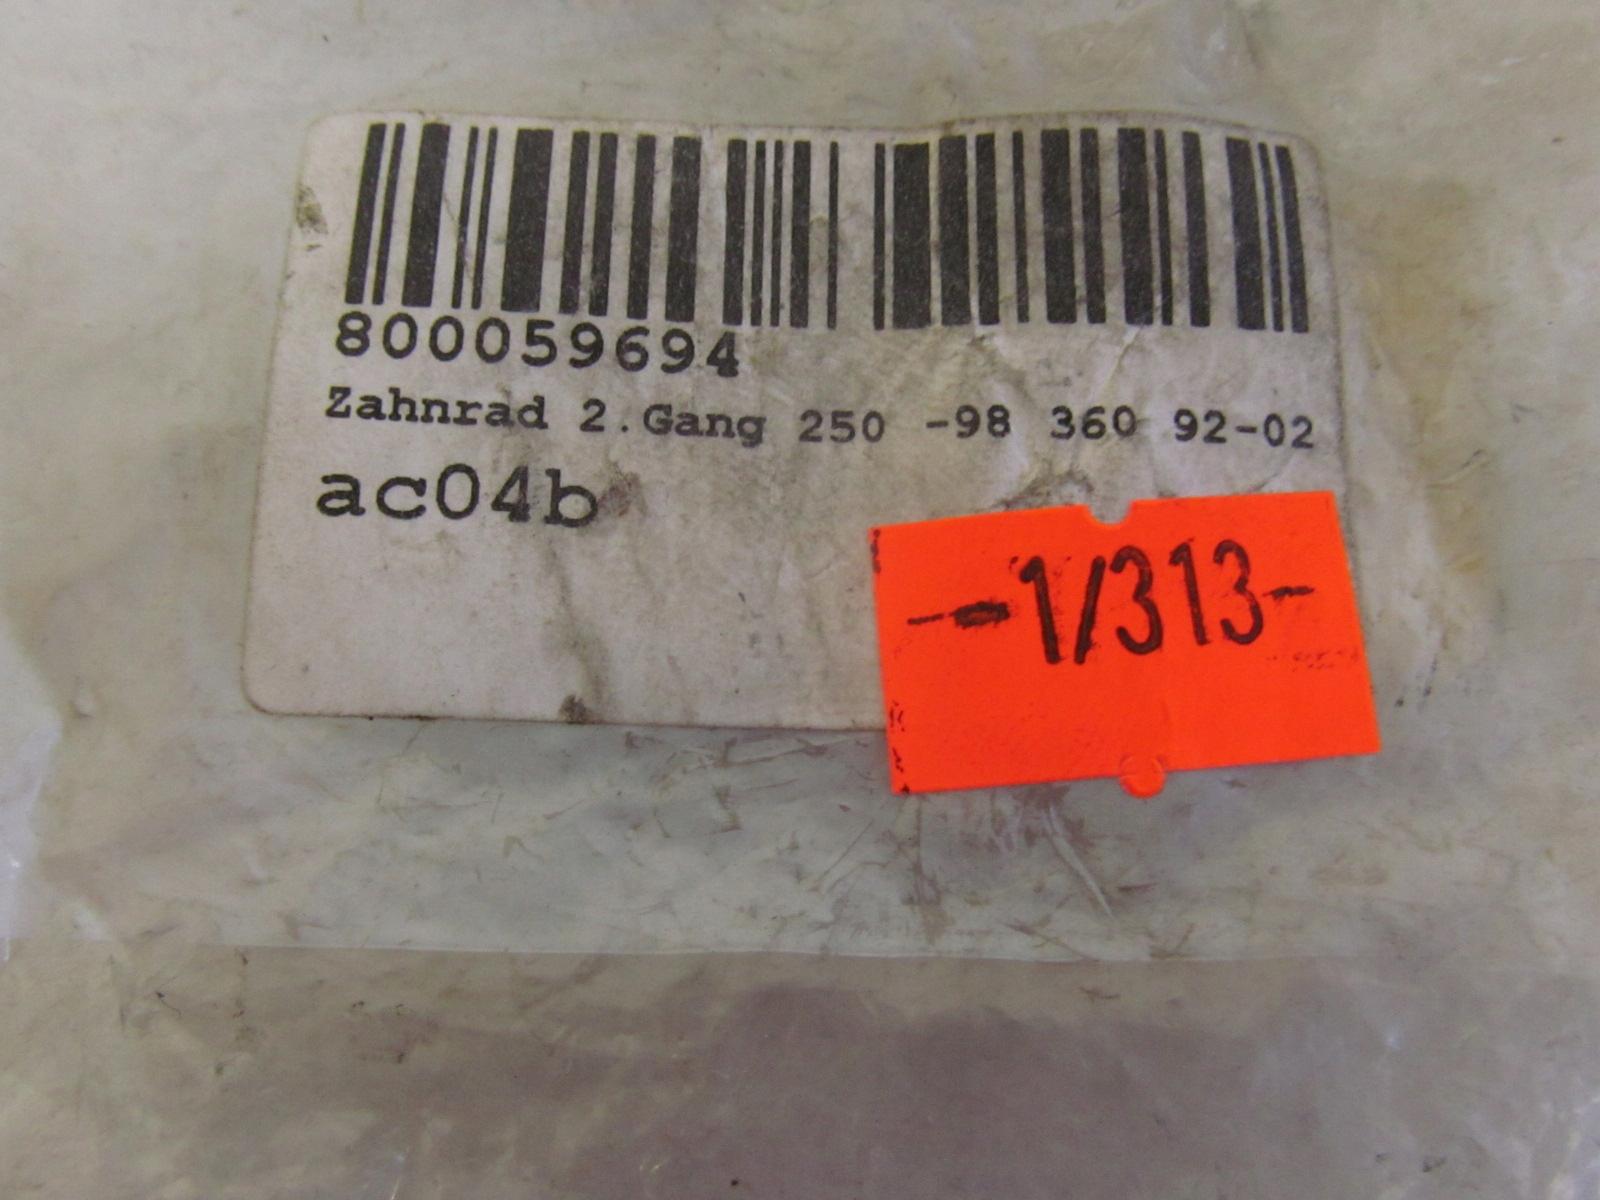 800059694
Zahnrad 2.Gang 250 -98 360 92-02
ac04b
-1/313-